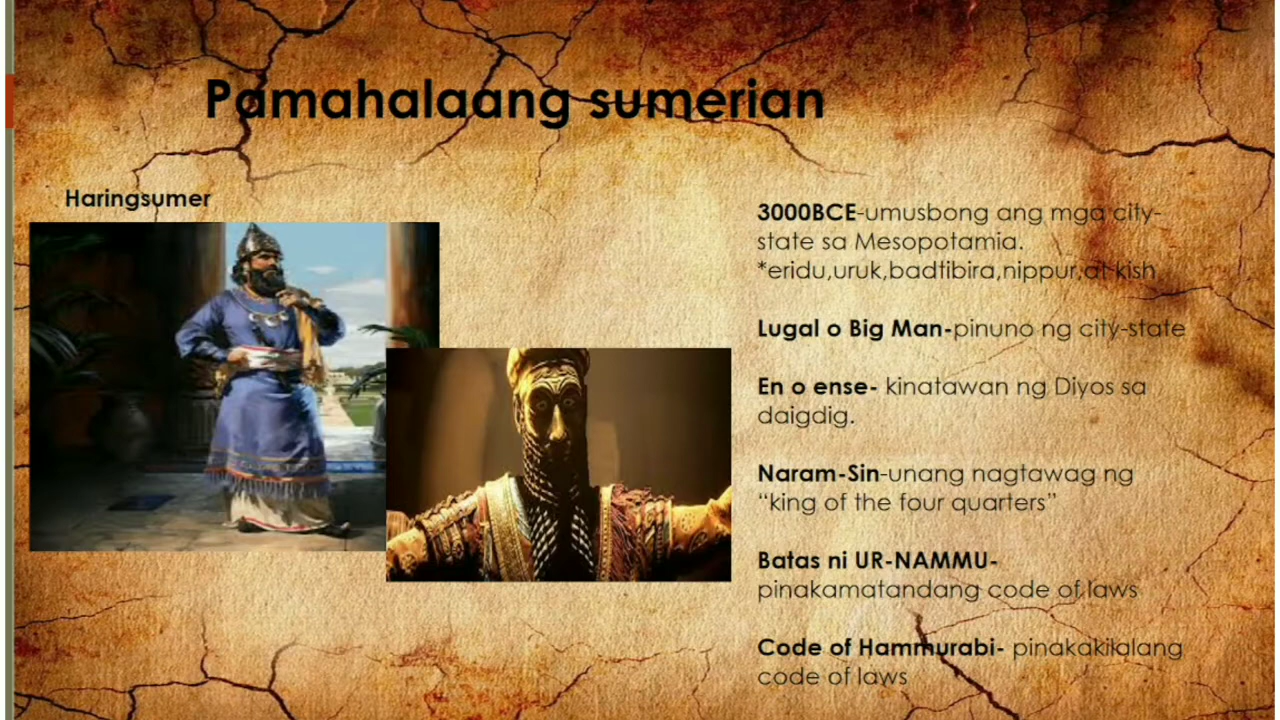 Pamahalaang sumerian
Haringsumer
3000BCE-umusbong ang mga city-
state sa Mesopotamia.
*eridu,uruk,badtibira,nippur,at kish
Lugal o Big Man-pinuno ng city-state
En o ense- kinatawan ng Diyos sa
daigdig.
Naram-Sin-unang nagtawag ng
“king of the four quarters”
Batas ni UR-NAMMU-
pinakamatandang code of laws
Code of Hammurabi- pinakakilalang
code of laws